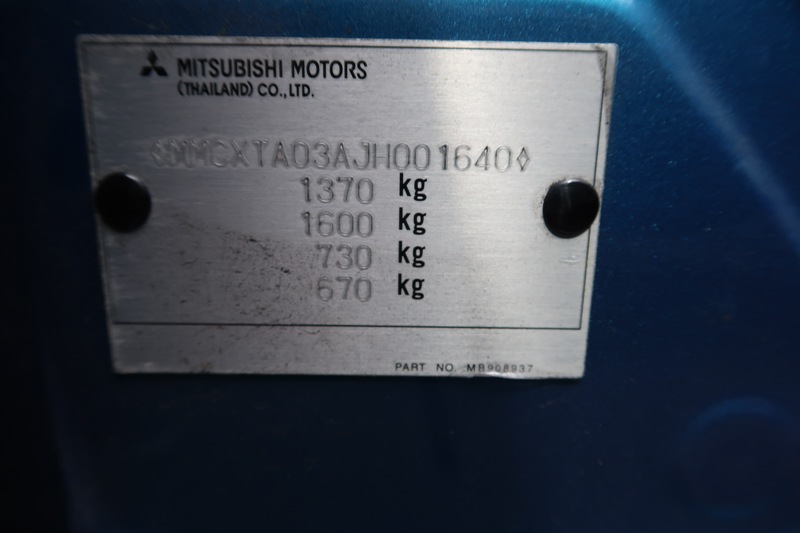 MITSUBISHI MOTORS
(THAILAND) CO., LTD.
◊MMCXTA03AJH001640◊
1370 kg
1600 kg
730 kg
670 kg
PART NO. MB908937